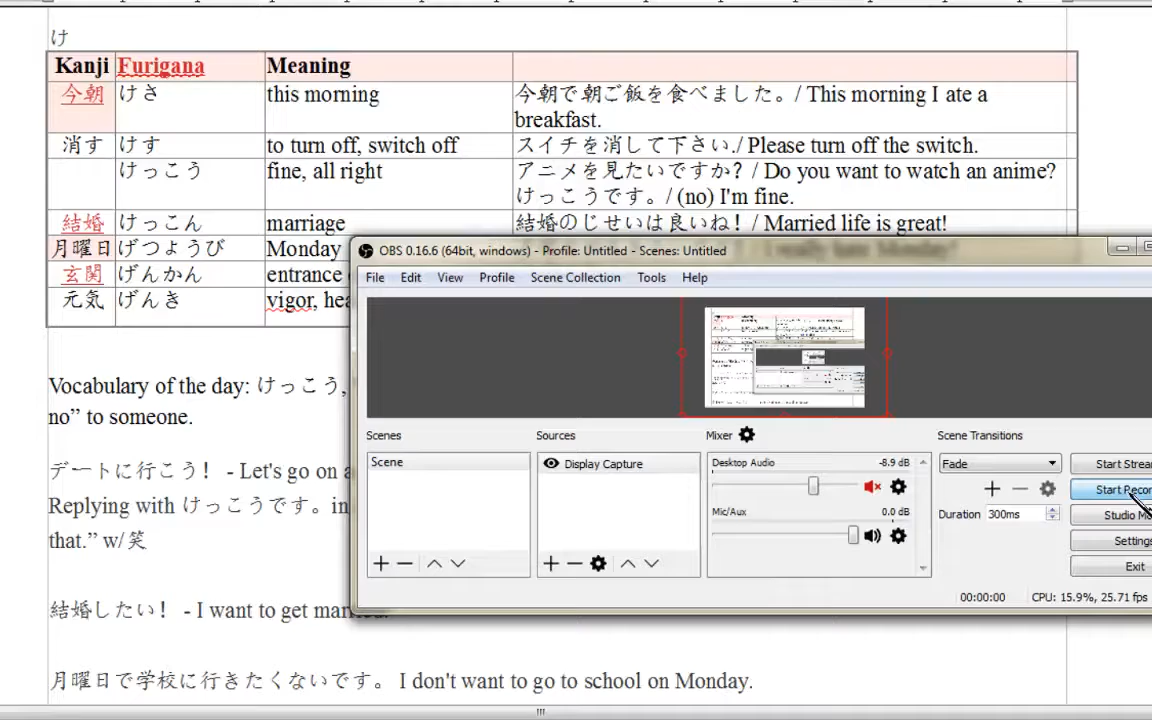 け
Kanji Furigana Meaning
今朝 けさ this morning 今朝で朝ご飯を食べました。/ This morning I ate a
breakfast.
消す けす to turn off, switch off スイチを消して下さい./ Please turn off the switch.
けっこう fine, all right アニメを見たいですか? / Do you want to watch an anime?
けっこうです。/ (no) I'm fine.
結婚 けっこん marriage 結婚のじせいは良いね！ / Married life is great!
月曜日 げつようび Monday
玄関 げんかん entrance
元気 げんき vigor,
OBS 0.16.6 (64bit, windows) - Profile: Untitled - Scenes: Untitled
File Edit View Profile Scene Collection Tools Help
Scenes Sources Mixer Scene Transitions
Scene
Display Capture
Desktop Audio -8.9 dB
Mic/Aux 0.0 dB
Fade
Duration 300ms
Start
Start
Studio
Exit
00:00:00 CPU: 15.9%, 25.71 fps
Vocabulary of the day: けっこう,
no” to someone.
デートに行こう！ - Let's go on a
Replying with けっこうです。in
that.” w/笑
結婚したい！ - I want to get married.
月曜日で学校に行きたくないです。 I don't want to go to school on Monday.